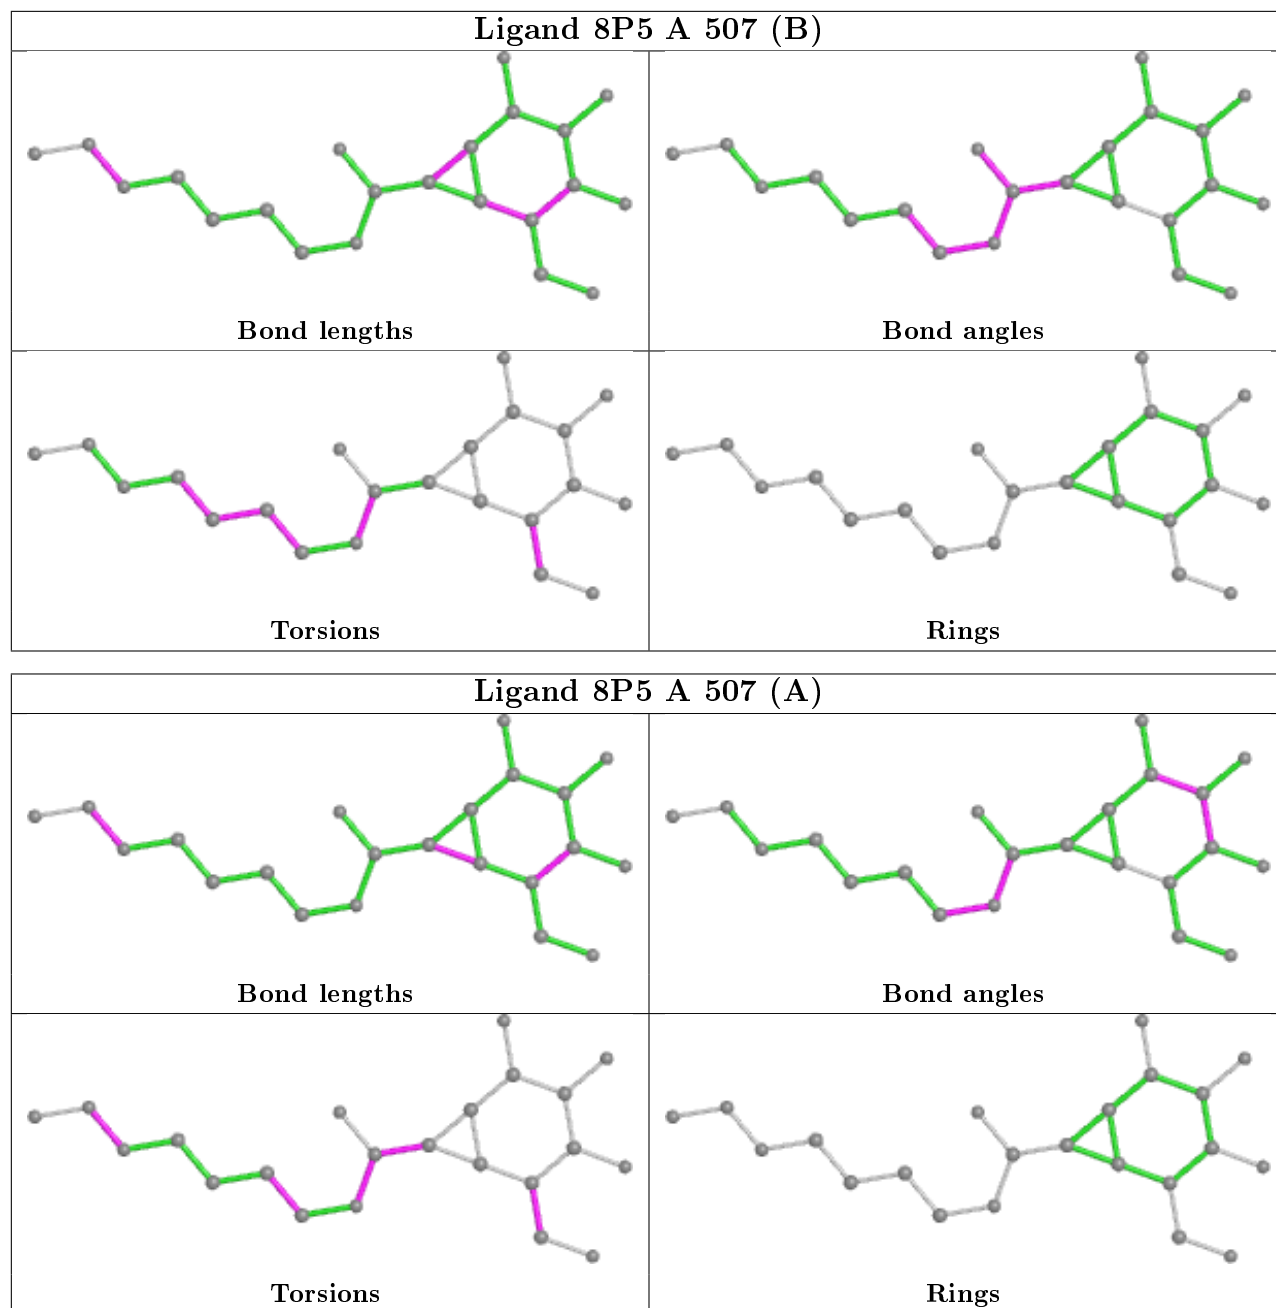 Ligand 8P5 A 507 (B)
Bond lengths
Bond angles
Torsions
Rings
Ligand 8P5 A 507 (A)
Bond lengths
Bond angles
Torsions
Rings